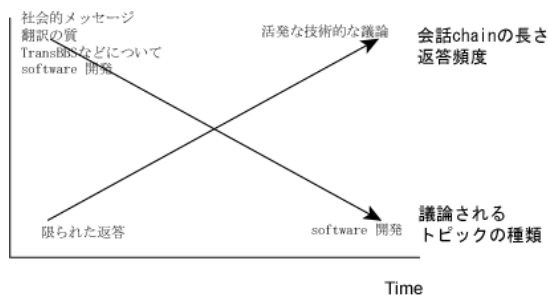 社会的メッセージ
翻訳の質
TransBBSなどについて
software 開発
活発な技術的な議論
会話chainの長さ
返答頻度
限られた返答
software 開発
議論される
トピックの種類
Time